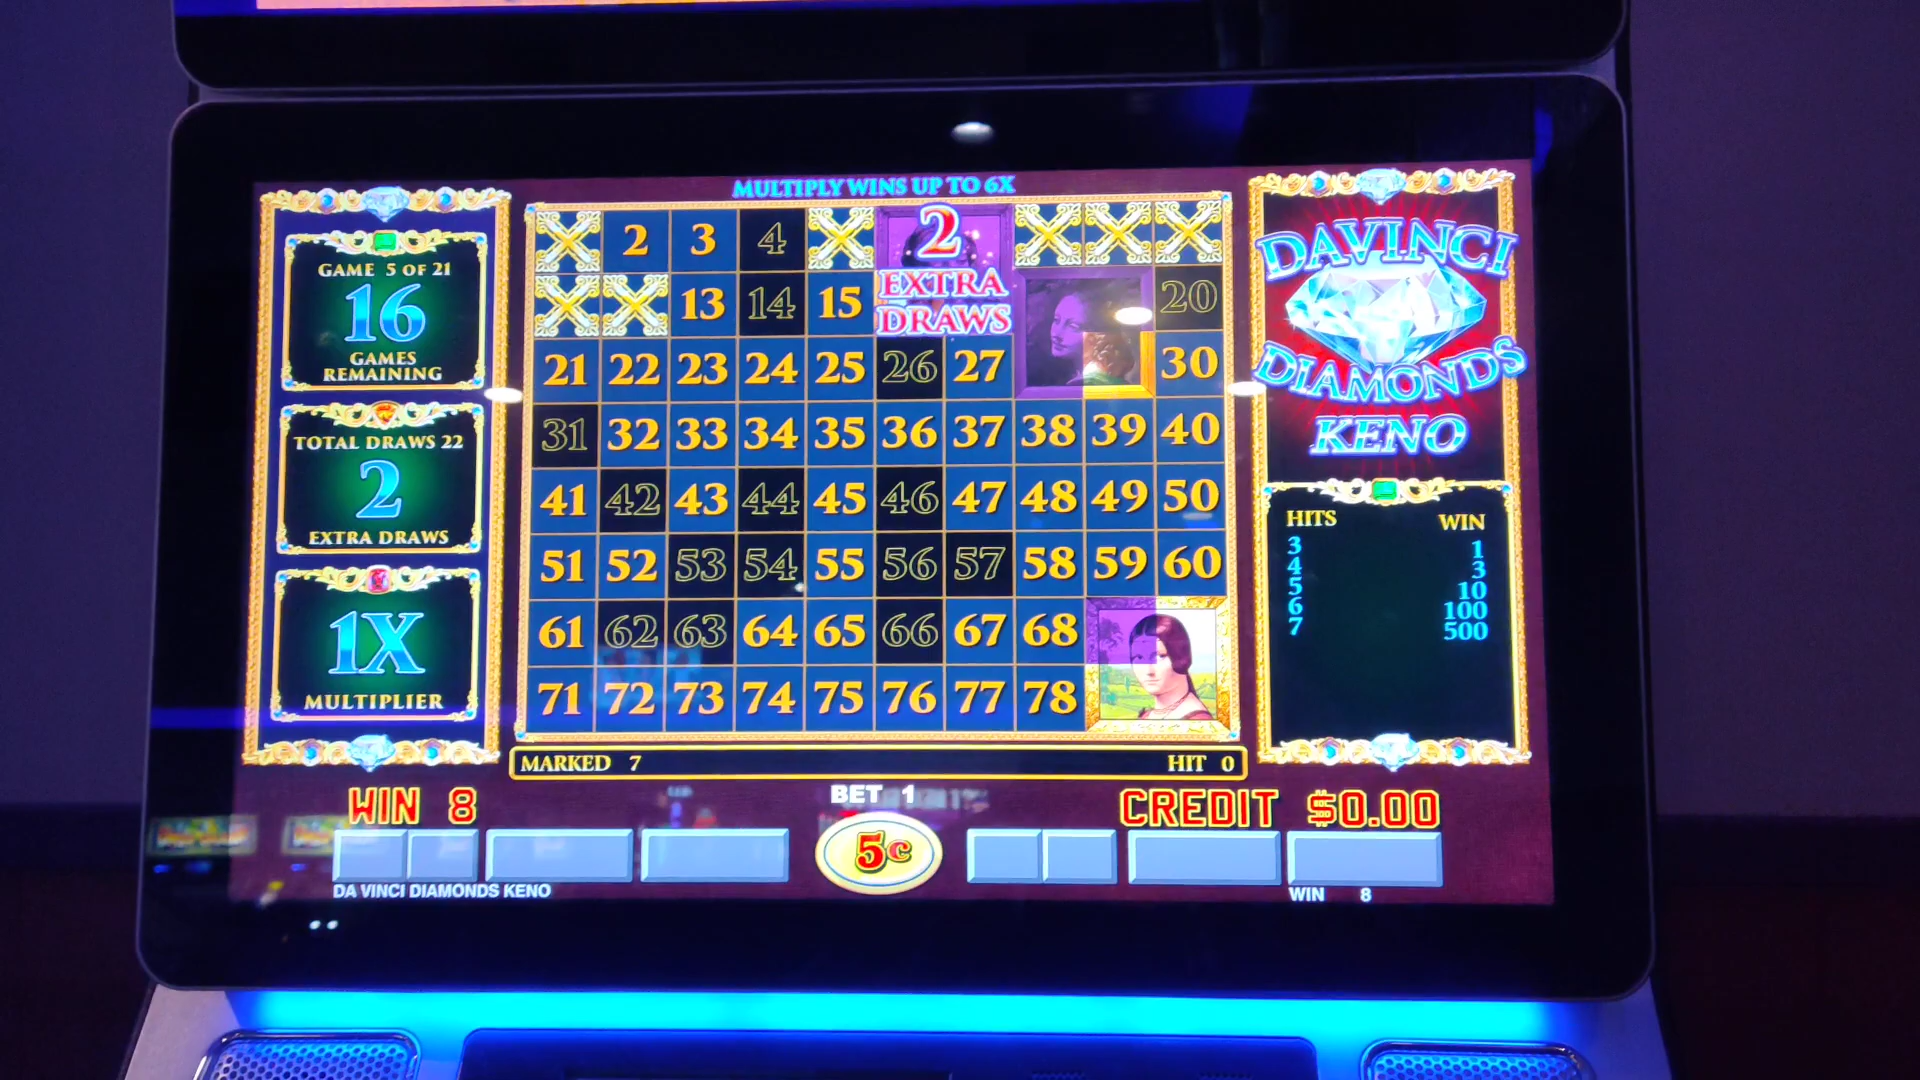 MULTIPLY WINS UP TO 6X
GAME 5 OF 21
16
GAMES
REMAINING
TOTAL DRAWS 22
2
EXTRA DRAWS
1X
MULTIPLIER
2 3 4
2
EXTRA
DRAWS
13 14 15 20
21 22 23 24 25 26 27 30
31 32 33 34 35 36 37 38 39 40
41 42 43 44 45 46 47 48 49 50
51 52 53 54 55 56 57 58 59 60
61 62 63 64 65 66 67 68
71 72 73 74 75 76 77 78
MARKED 7 HIT 0
DAVINCI
DIAMONDS
KENO
HITS WIN
3 1
4 3
5 10
6 100
7 500
WIN 8
BET 1
CREDIT $0.00
5¢
DA VINCI DIAMONDS KENO
WIN 8